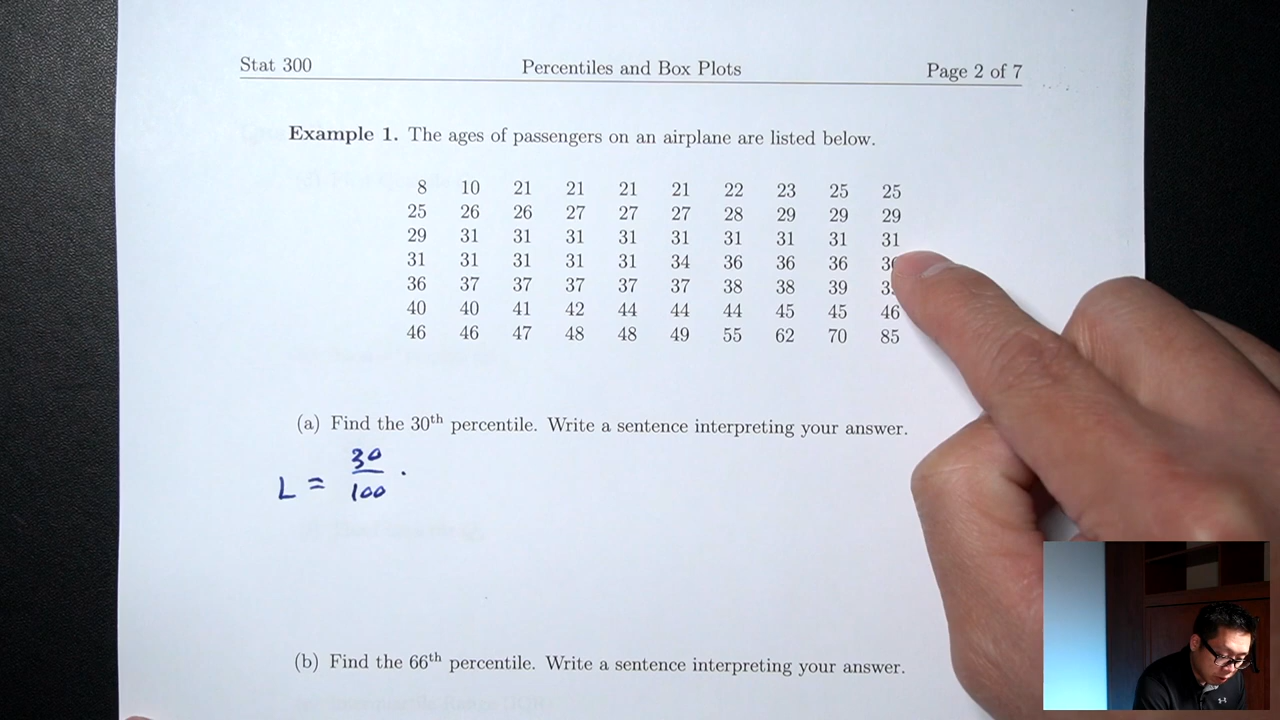 Stat 300 Percentiles and Box Plots Page 2 of 7
Example 1. The ages of passengers on an airplane are listed below.
8 10 21 21 21 21 22 23 25 25
25 26 26 27 27 27 28 29 29 29
29 31 31 31 31 31 31 31 31 31
31 31 31 31 31 34 36 36 36
36 37 37 37 37 37 38 38 39
40 40 41 42 44 44 44 45 45 46
46 46 47 48 48 49 55 62 70 85
(a) Find the 30th percentile. Write a sentence interpreting your answer.
L = 30/100 ·
(b) Find the 66th percentile. Write a sentence interpreting your answer.